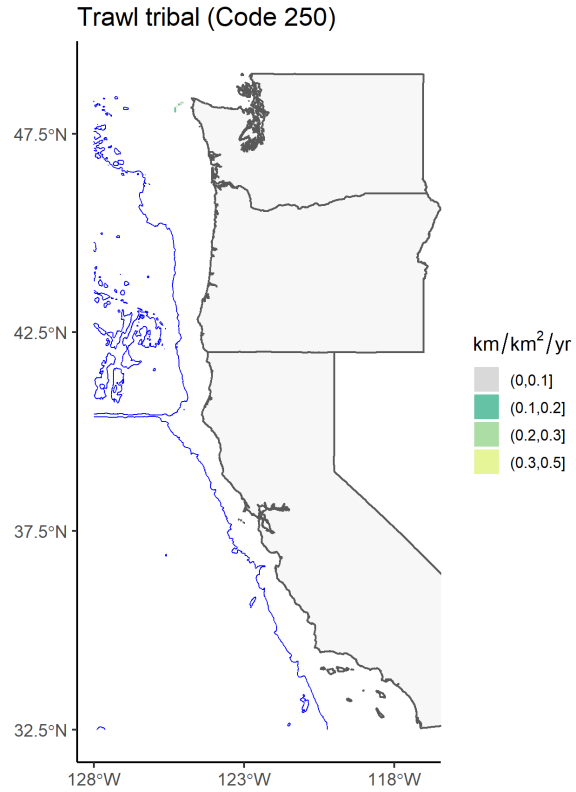 Trawl tribal (Code 250)
47.5°N
42.5°N
37.5°N
32.5°N
128°W
123°W
118°W
km/km²/yr
(0,0.1]
(0.1,0.2]
(0.2,0.3]
(0.3,0.5]